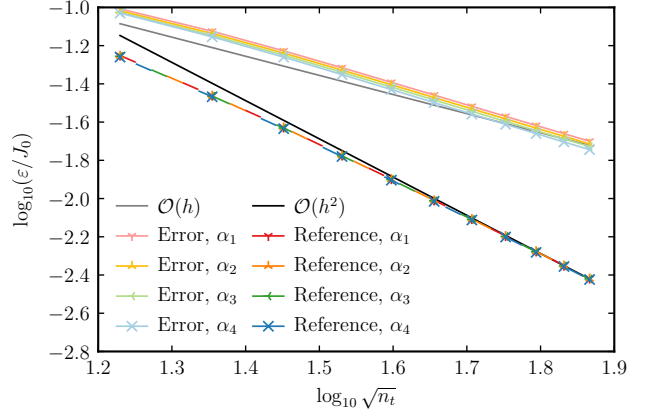 −1.0
−1.2
−1.4
−1.6
−1.8
−2.0
−2.2
−2.4
−2.6
−2.8
log₁₀(ε/J₀)
𝒪(h) 𝒪(h²)
Error, α₁ Reference, α₁
Error, α₂ Reference, α₂
Error, α₃ Reference, α₃
Error, α₄ Reference, α₄
1.2 1.3 1.4 1.5 1.6 1.7 1.8 1.9
log₁₀ √n_t